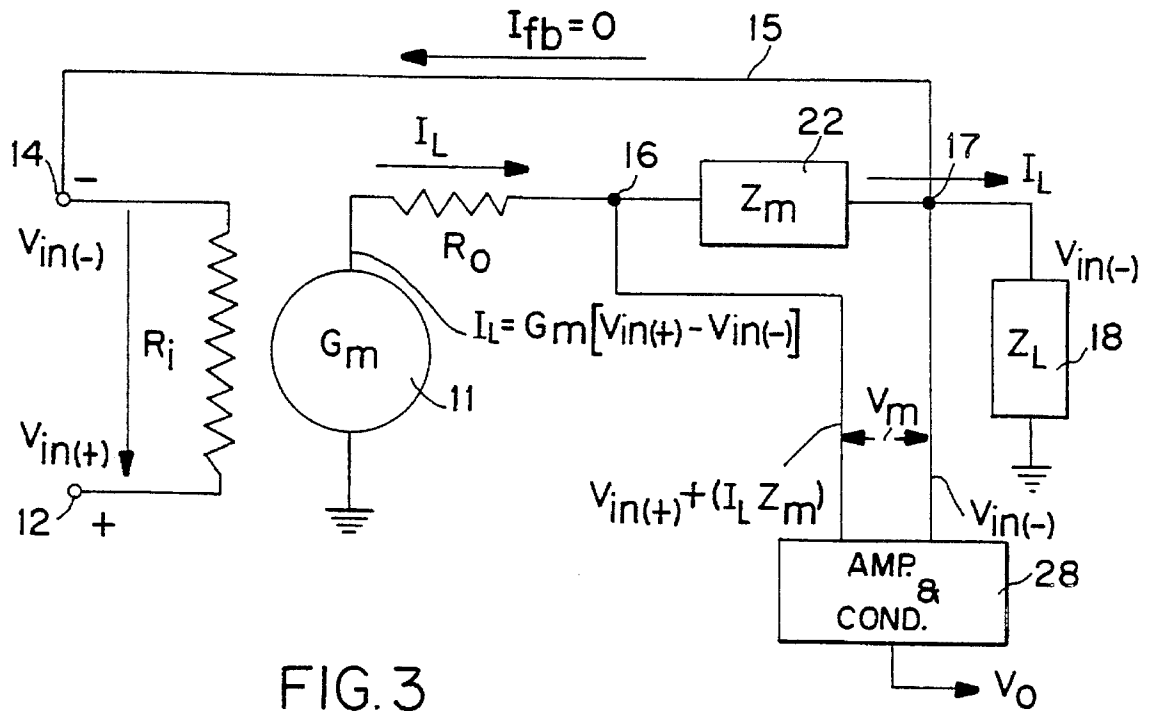 I_fb=0
15
14
−
I_L
16
22
17
I_L
Z_m
V_in(−)
R_o
V_in(−)
R_i
G_m
I_L=G_m[V_in(+)−V_in(−)]
Z_L
18
11
V_m
V_in(+)
12
+
V_in(+)+(I_L Z_m)
V_in(−)
AMP.
&
COND.
28
V_o
FIG. 3